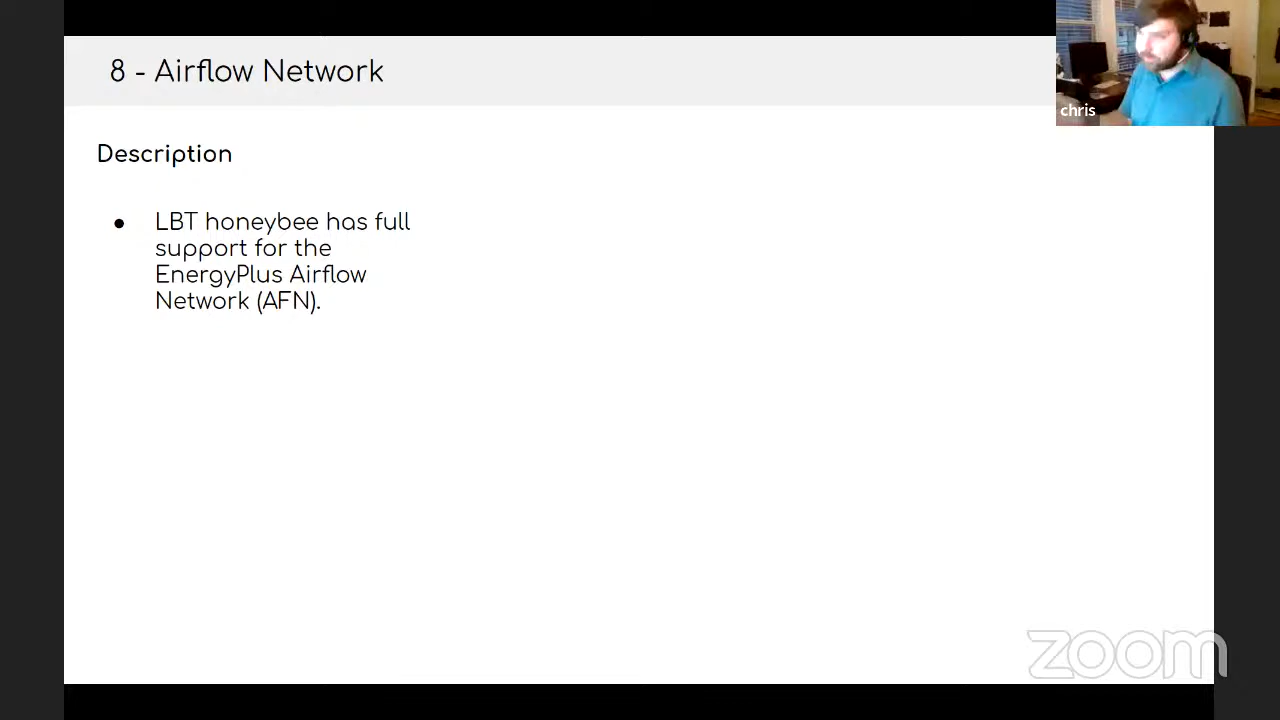 8 - Airflow Network
chris
Description
● LBT honeybee has full
support for the
EnergyPlus Airflow
Network (AFN).
zoom